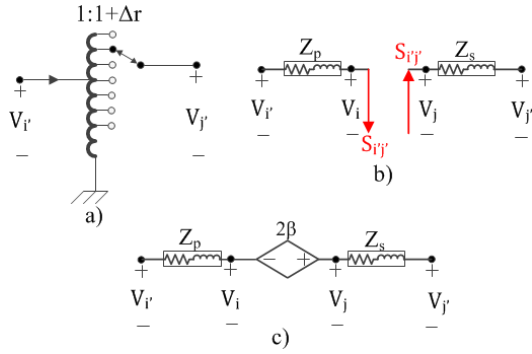 1:1+Δr
+ + 
V_i' V_j'
− −
a)
Z_p Z_s
S_i'j'
+ + + +
V_i' V_i V_j V_j'
− − − −
S_i'j'
b)
2β
Z_p Z_s
− +
+ + + +
V_i' V_i V_j V_j'
− − − −
c)